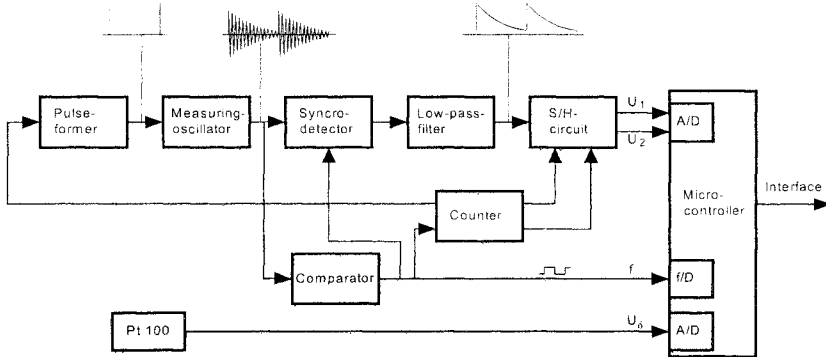 Pulse-
former
Measuring-
oscillator
Syncro-
detector
Low-pass-
filter
S/H-
circuit
U1
U2
A/D
Micro-
controller
Interface
Counter
Comparator
f
f/D
Pt 100
Uδ
A/D